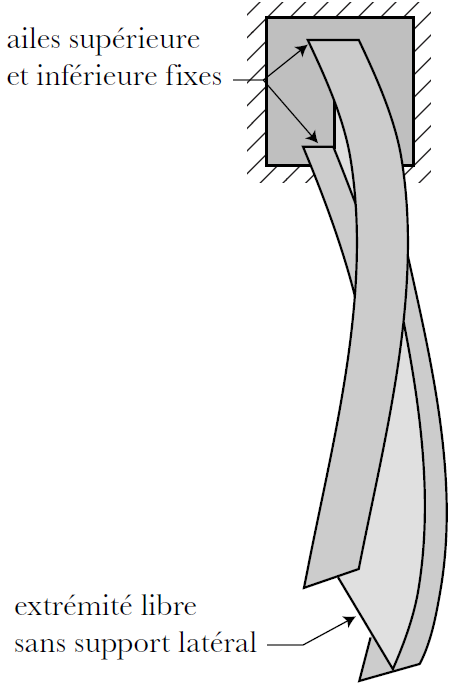 ailes supérieure
et inférieure fixes
extrémité libre
sans support latéral